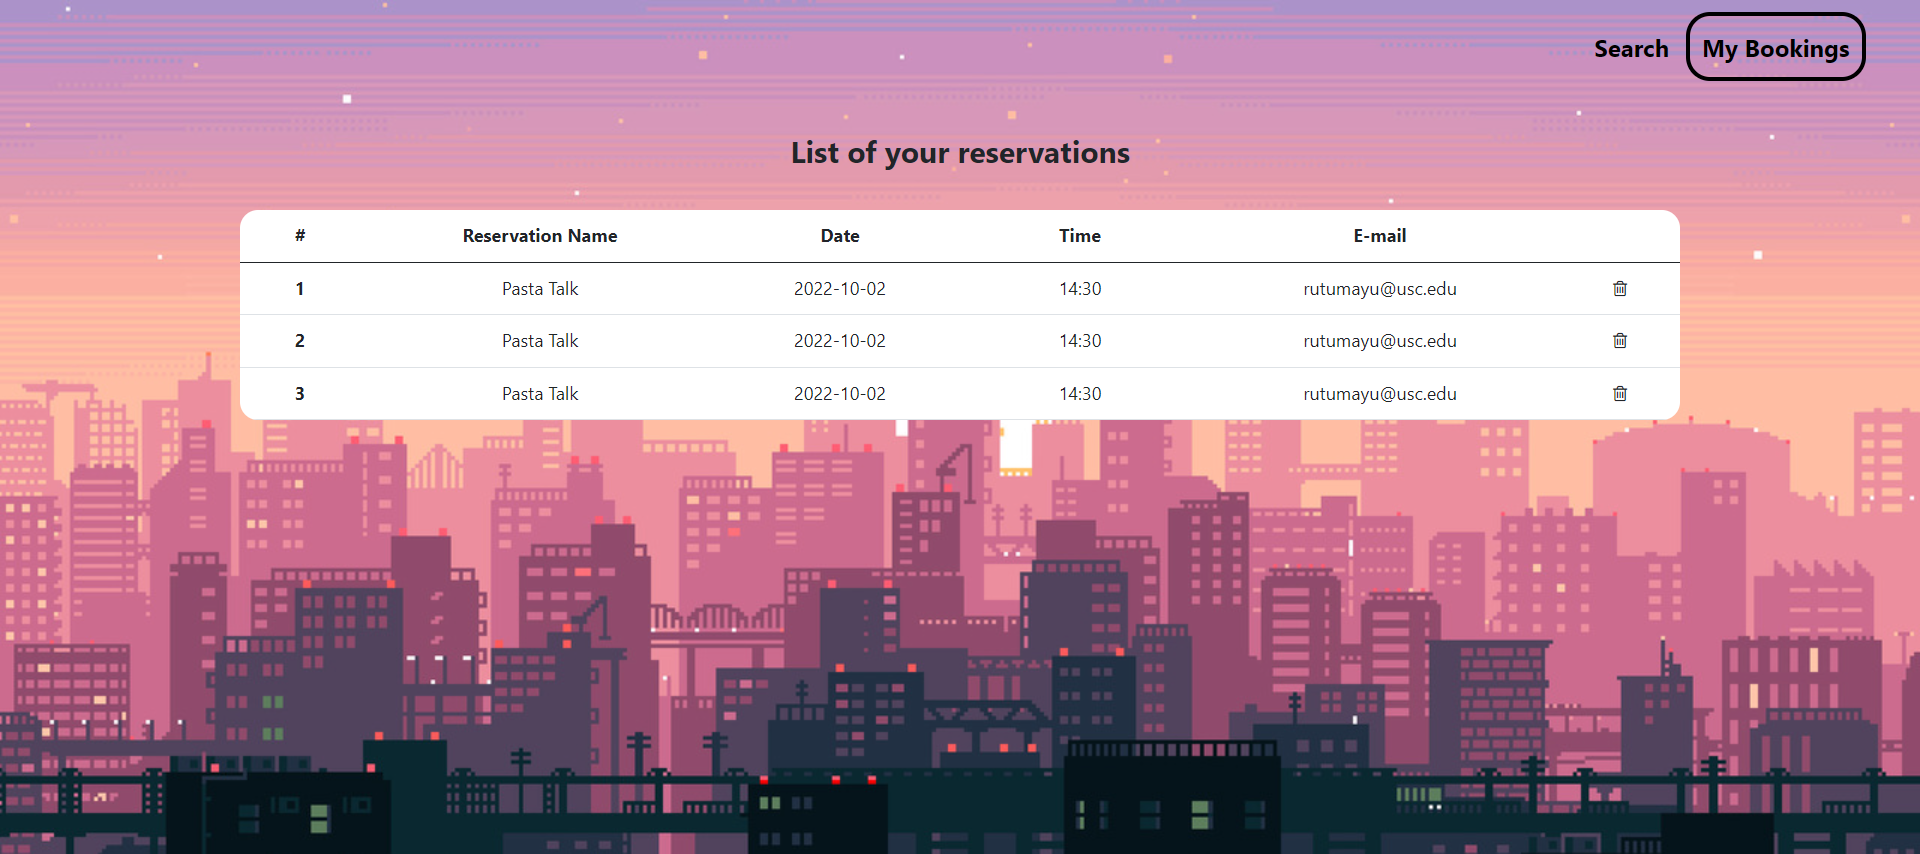 Search My Bookings
List of your reservations
# Reservation Name Date Time E-mail
1 Pasta Talk 2022-10-02 14:30 rutumayu@usc.edu
2 Pasta Talk 2022-10-02 14:30 rutumayu@usc.edu
3 Pasta Talk 2022-10-02 14:30 rutumayu@usc.edu